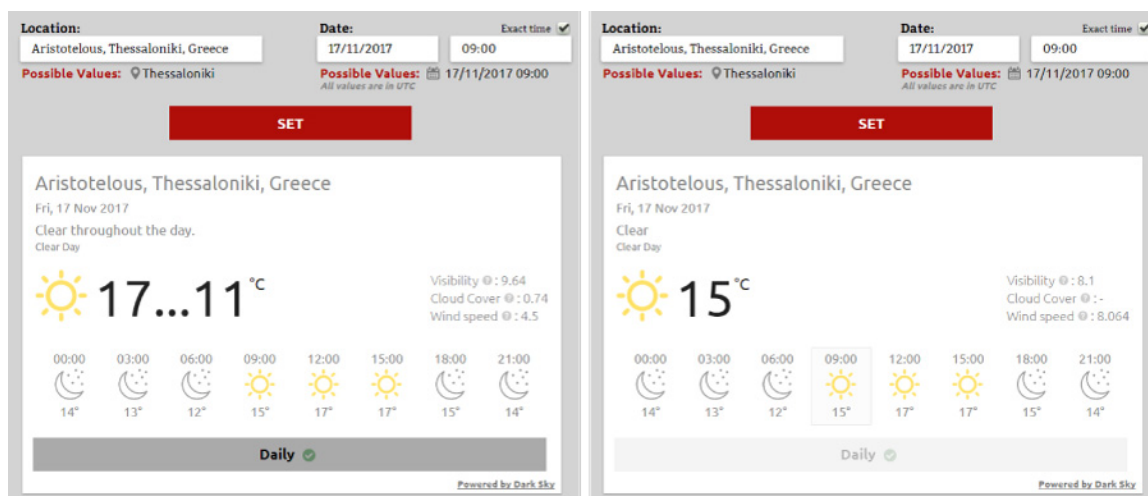 Location: Date: Exact time
Aristotelous, Thessaloniki, Greece 17/11/2017 09:00
Possible Values: Thessaloniki Possible Values: 17/11/2017 09:00
All values are in UTC
SET
Aristotelous, Thessaloniki, Greece
Fri, 17 Nov 2017
Clear throughout the day.
Clear Day
17...11°C
Visibility : 9.64
Cloud Cover : 0.74
Wind speed : 4.5
00:00 03:00 06:00 09:00 12:00 15:00 18:00 21:00
14° 13° 12° 15° 17° 17° 15° 14°
Daily
Powered by Dark Sky
Location: Date: Exact time
Aristotelous, Thessaloniki, Greece 17/11/2017 09:00
Possible Values: Thessaloniki Possible Values: 17/11/2017 09:00
All values are in UTC
SET
Aristotelous, Thessaloniki, Greece
Fri, 17 Nov 2017
Clear
Clear Day
15°C
Visibility : 8.1
Cloud Cover : -
Wind speed : 8.064
00:00 03:00 06:00 09:00 12:00 15:00 18:00 21:00
14° 13° 12° 15° 17° 17° 15° 14°
Daily
Powered by Dark Sky